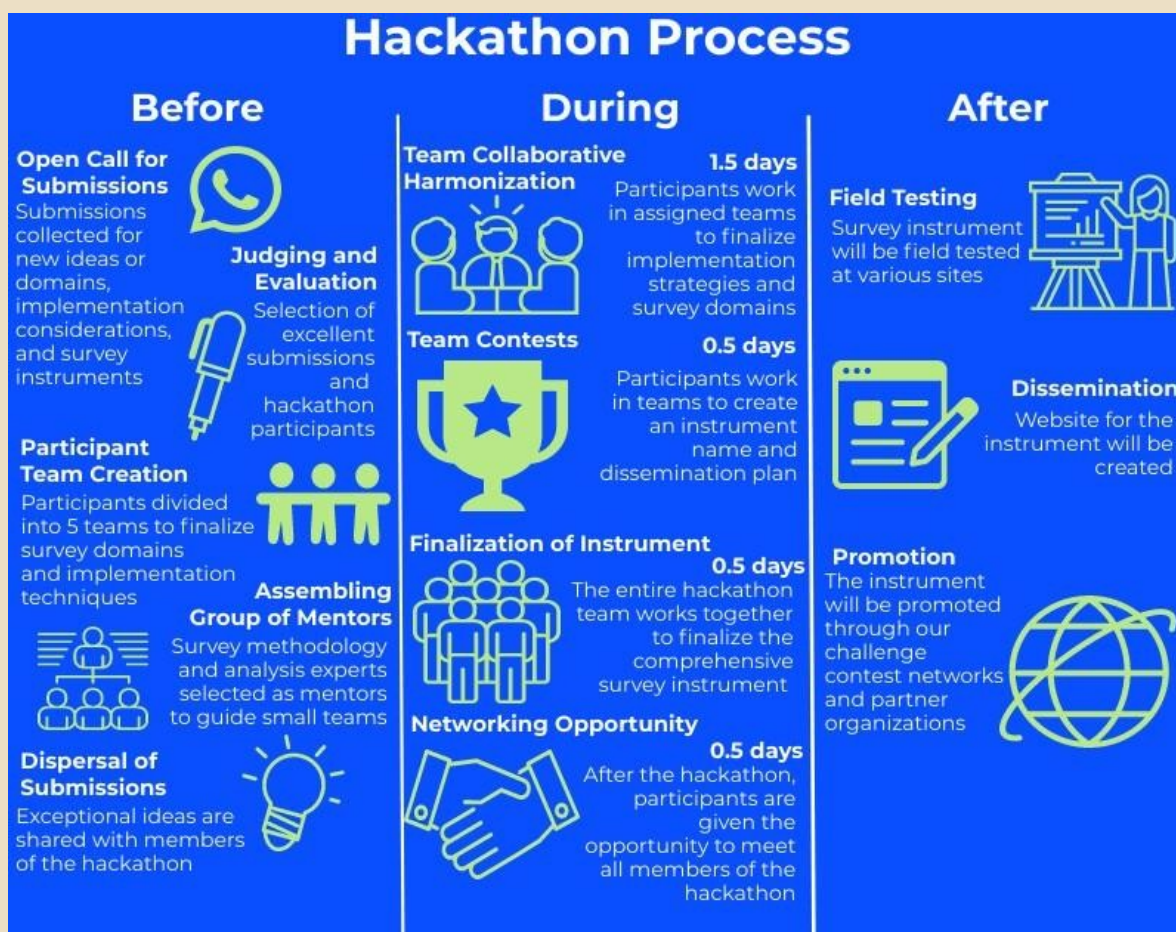 Hackathon Process
Before
Open Call for
Submissions
Submissions
collected for
new ideas or
domains,
implementation
considerations,
and survey
instruments
Judging and
Evaluation
Selection of
excellent
submissions
and
hackathon
participants
Participant
Team Creation
Participants divided
into 5 teams to finalize
survey domains
and implementation
techniques
Assembling
Group of Mentors
Survey methodology
and analysis experts
selected as mentors
to guide small teams
Dispersal of
Submissions
Exceptional ideas are
shared with members
of the hackathon
During
Team Collaborative
Harmonization
1.5 days
Participants work
in assigned teams
to finalize
implementation
strategies and
survey domains
Team Contests
0.5 days
Participants work
in teams to create
an instrument
name and
dissemination plan
Finalization of Instrument
0.5 days
The entire hackathon
team works together
to finalize the
comprehensive
survey instrument
Networking Opportunity
0.5 days
After the hackathon,
participants are
given the
opportunity to meet
all members of the
hackathon
After
Field Testing
Survey instrument
will be field tested
at various sites
Dissemination
Website for the
instrument will be
created
Promotion
The instrument
will be promoted
through our
challenge
contest networks
and partner
organizations